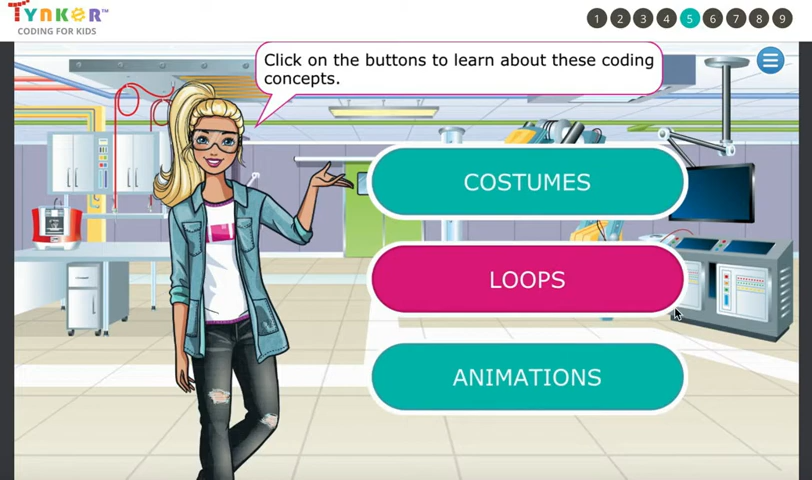 TYNKER™
CODING FOR KIDS
1 2 3 4 5 6 7 8 9
Click on the buttons to learn about these coding
concepts.
COSTUMES
LOOPS
ANIMATIONS